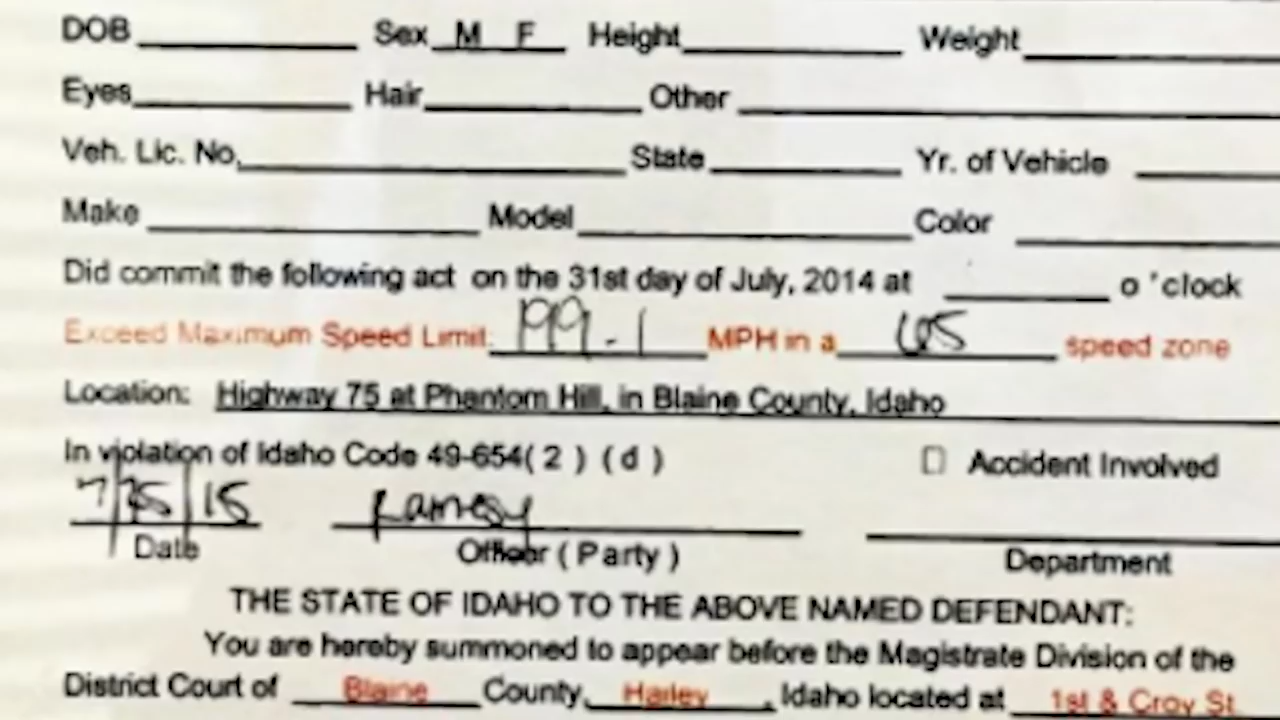 DOB Sex M F Height Weight
Eyes Hair Other
Veh. Lic. No. State Yr. of Vehicle
Make Model Color
Did commit the following act on the 31st day of July, 2014 at o 'clock
Exceed Maximum Speed Limit: 199.1 MPH in a 65 speed zone
Location: Highway 75 at Phantom Hill, in Blaine County, Idaho
In violation of Idaho Code 49-654( 2 ) ( d ) Accident Involved
7/25/15 Ramsey
Date Officer ( Party ) Department
THE STATE OF IDAHO TO THE ABOVE NAMED DEFENDANT:
You are hereby summoned to appear before the Magistrate Division of the
District Court of Blaine County, Hailey, Idaho located at 1st & Croy St.